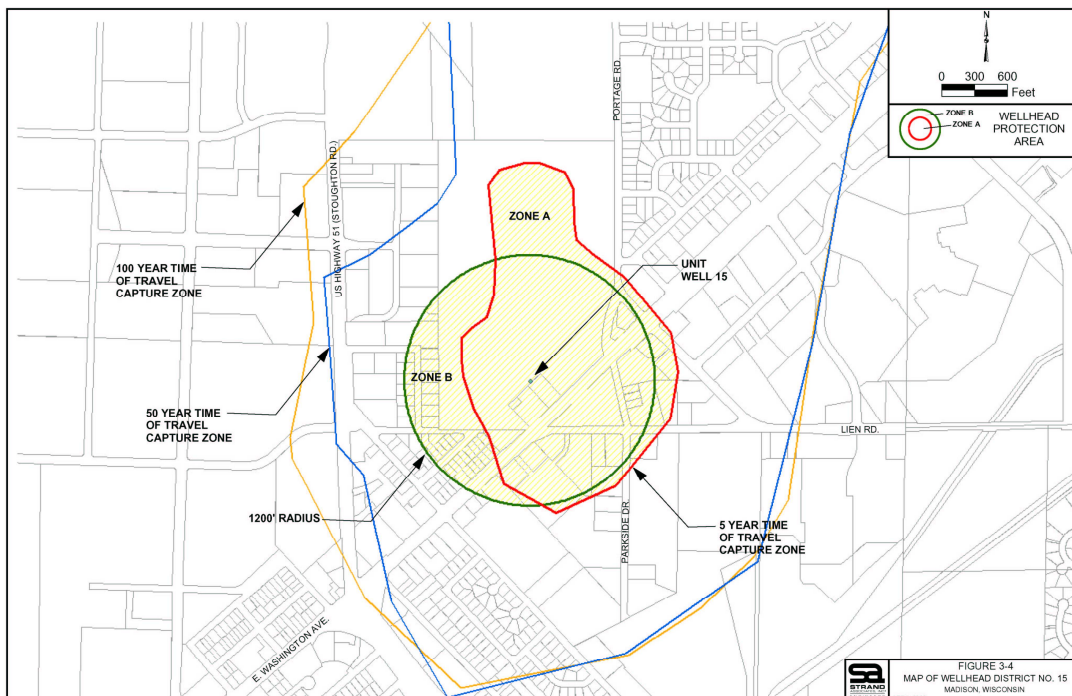 N
0 300 600
Feet
ZONE B
ZONE A
WELLHEAD
PROTECTION
AREA
PORTAGE RD.
US HIGHWAY 51 (STOUGHTON RD.)
ZONE A
100 YEAR TIME
OF TRAVEL
CAPTURE ZONE
UNIT
WELL 15
ZONE B
50 YEAR TIME
OF TRAVEL
CAPTURE ZONE
LIEN RD.
1200' RADIUS
PARKSIDE DR.
5 YEAR TIME
OF TRAVEL
CAPTURE ZONE
E. WASHINGTON AVE.
sa
STRAND
FIGURE 3-4
MAP OF WELLHEAD DISTRICT NO. 15
MADISON, WISCONSIN